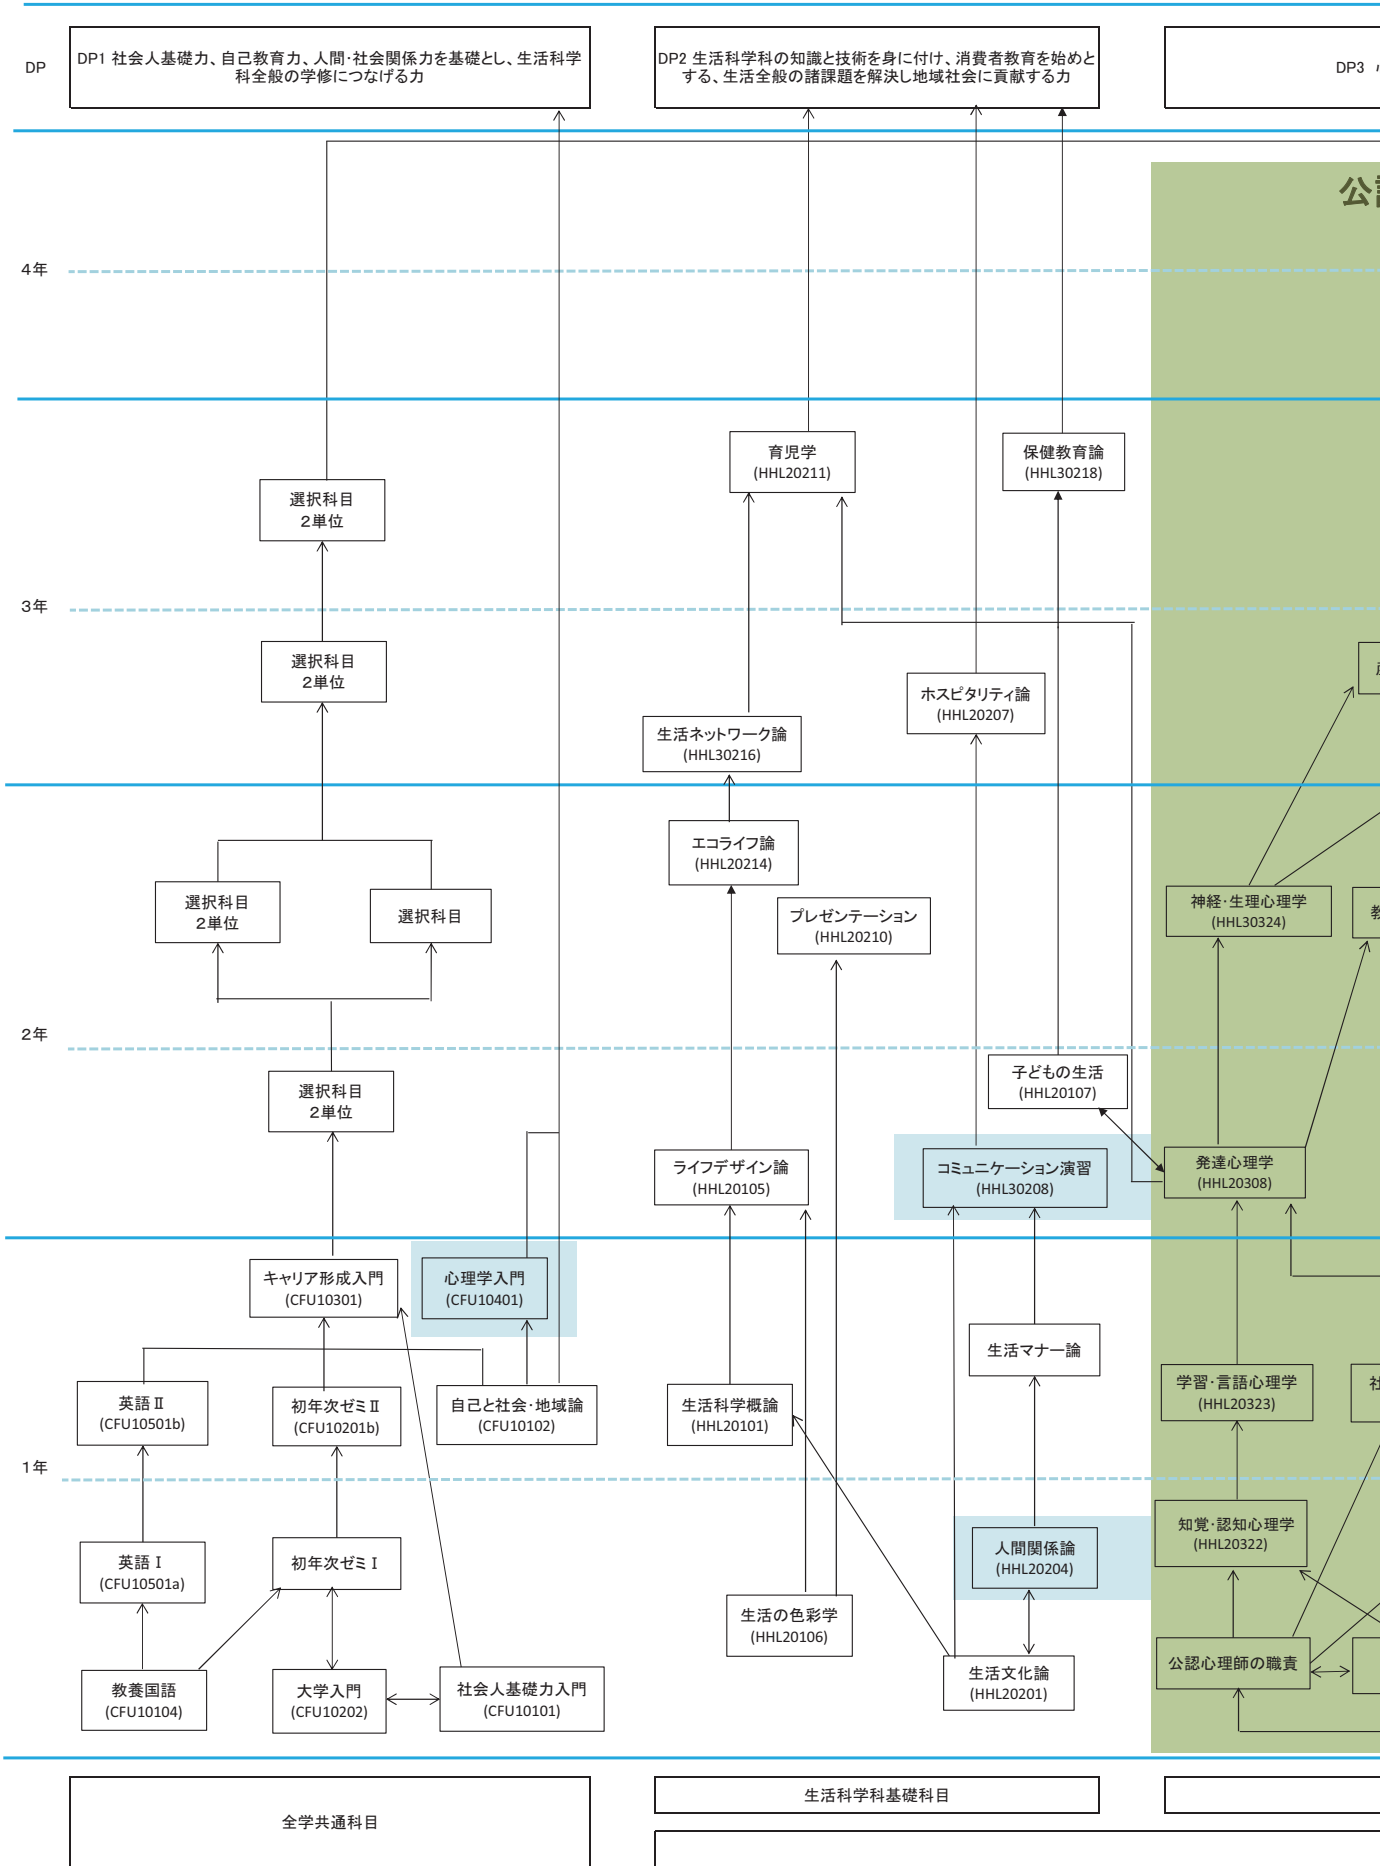 DP
DP1 社会人基礎力、自己教育力、人間・社会関係力を基礎とし、生活科学
科全般の学修につなげる力
DP2 生活科学科の知識と技術を身に付け、消費者教育を始めと
する、生活全般の諸課題を解決し地域社会に貢献する力
DP3
公
4年
育児学
(HHL20211)
保健教育論
(HHL30218)
選択科目
2単位
3年
選択科目
2単位
ホスピタリティ論
(HHL20207)
生活ネットワーク論
(HHL30216)
エコライフ論
(HHL20214)
選択科目
2単位
選択科目
プレゼンテーション
(HHL20210)
神経・生理心理学
(HHL30324)
教
2年
選択科目
2単位
子どもの生活
(HHL20107)
ライフデザイン論
(HHL20105)
コミュニケーション演習
(HHL30208)
発達心理学
(HHL20308)
キャリア形成入門
(CFU10301)
心理学入門
(CFU10401)
生活マナー論
英語Ⅱ
(CFU10501b)
初年次ゼミⅡ
(CFU10201b)
自己と社会・地域論
(CFU10102)
生活科学概論
(HHL20101)
学習・言語心理学
(HHL20323)
社
1年
英語Ⅰ
(CFU10501a)
初年次ゼミⅠ
人間関係論
(HHL20204)
知覚・認知心理学
(HHL20322)
生活の色彩学
(HHL20106)
教養国語
(CFU10104)
大学入門
(CFU10202)
社会人基礎力入門
(CFU10101)
生活文化論
(HHL20201)
公認心理師の職責
全学共通科目
生活科学科基礎科目